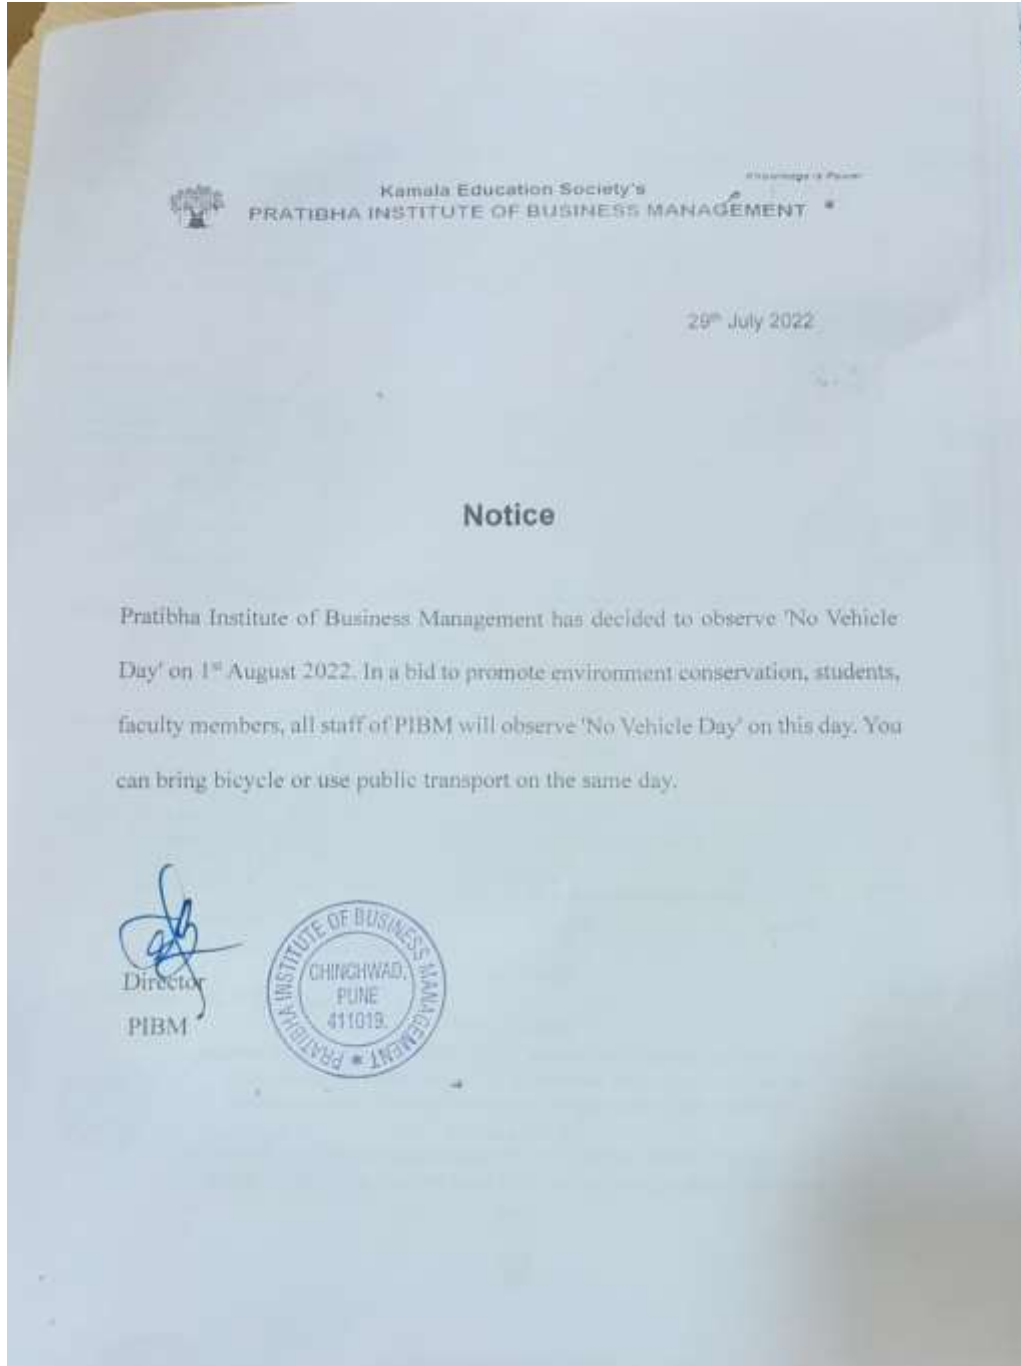 Knowledge is Power
Kamala Education Society's
PRATIBHA INSTITUTE OF BUSINESS MANAGEMENT
29th July 2022
Notice
Pratibha Institute of Business Management has decided to observe 'No Vehicle
Day' on 1st August 2022. In a bid to promote environment conservation, students,
faculty members, all staff of PIBM will observe 'No Vehicle Day' on this day. You
can bring bicycle or use public transport on the same day.
Director
PIBM
PRATIBHA INSTITUTE OF BUSINESS MANAGEMENT *
CHINCHWAD,
PUNE
411019.